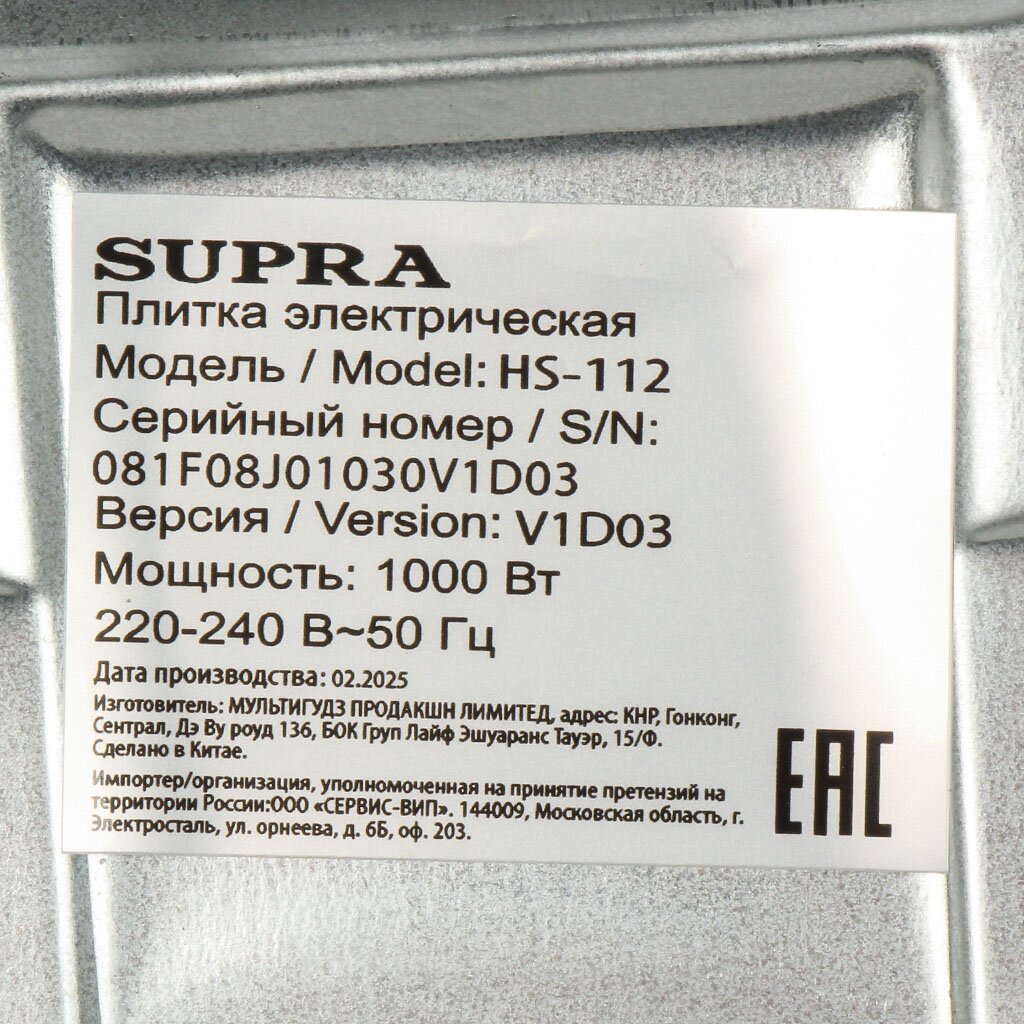 SUPRA
Плитка электрическая
Модель / Model: HS-112
Серийный номер / S/N:
081F08J01030V1D03
Версия / Version: V1D03
Мощность: 1000 Вт
220-240 В~50 Гц
Дата производства: 02.2025
Изготовитель: МУЛЬТИГУДЗ ПРОДАКШН ЛИМИТЕД, адрес: КНР, Гонконг,
Сентрал, Дэ Ву роуд 136, БОК Груп Лайф Эшуаранс Тауэр, 15/Ф.
Сделано в Китае.
Импортер/организация, уполномоченная на принятие претензий на
территории России:ООО «СЕРВИС-ВИП». 144009, Московская область, г.
Электросталь, ул. орнеева, д. 6Б, оф. 203.
EAC